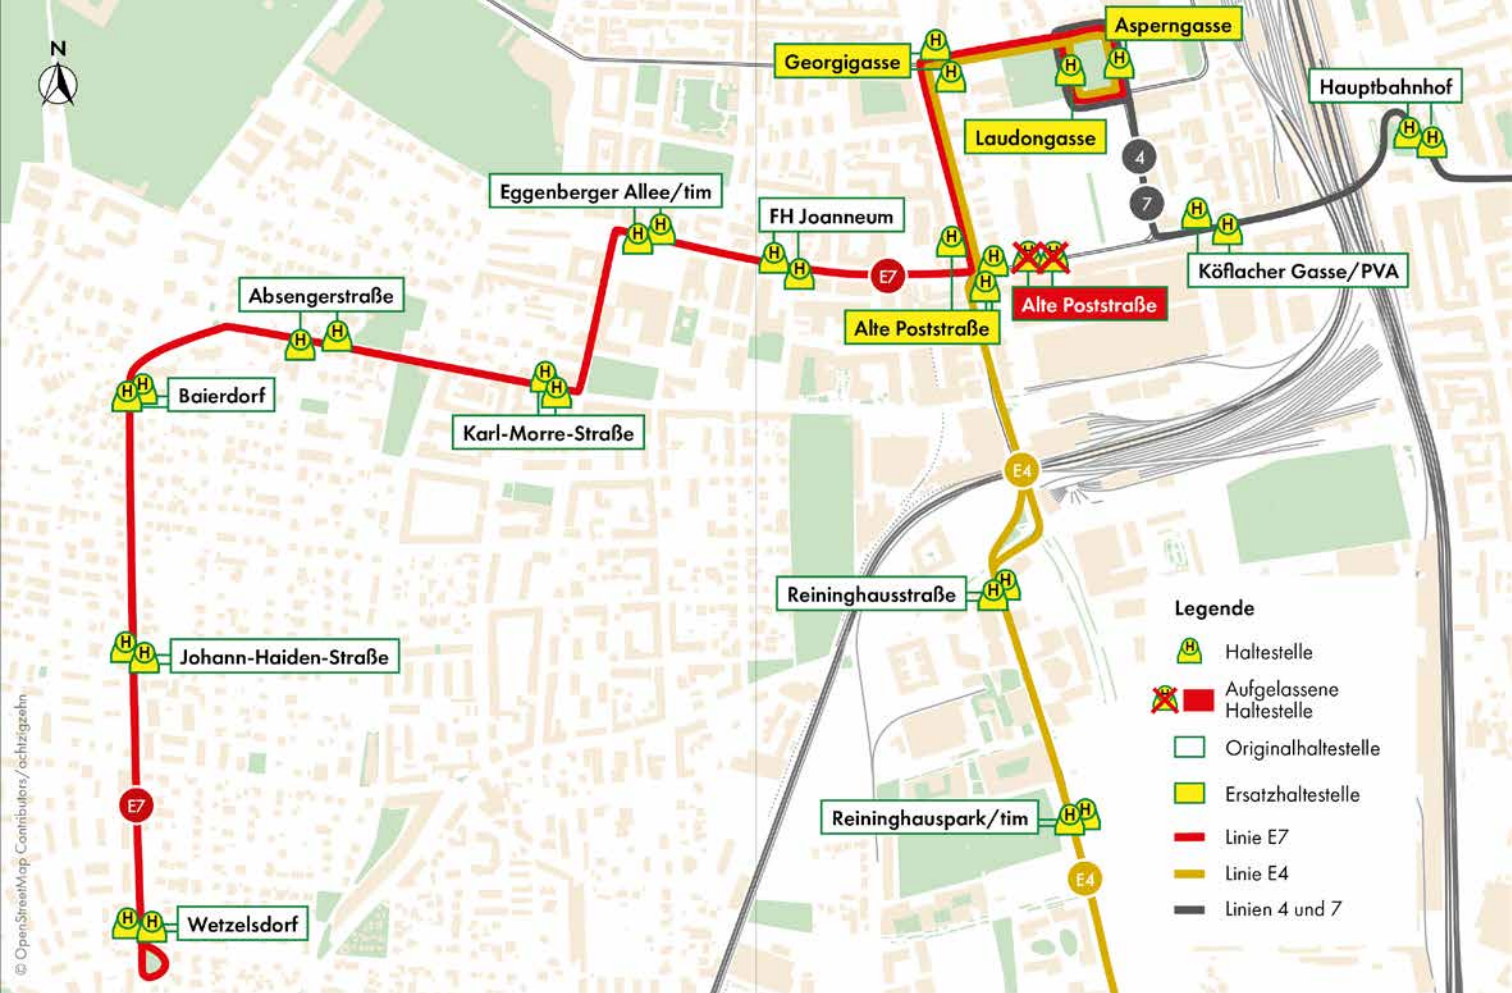 N
Asperngasse
Georgigasse
Hauptbahnhof
Laudongasse
4
Eggenberger Allee/tim
7
FH Joanneum
E7
Köflacher Gasse/PVA
Absengerstraße
Alte Poststraße
Alte Poststraße
Baierdorf
Karl-Morre-Straße
E4
Reininghausstraße
Johann-Haiden-Straße
E7
Reininghauspark/tim
E4
Wetzelsdorf
Legende
H Haltestelle
H Aufgelassene
Haltestelle
Originalhaltestelle
Ersatzhaltestelle
Linie E7
Linie E4
Linien 4 und 7
© OpenStreetMap Contributors/achtzigzehn